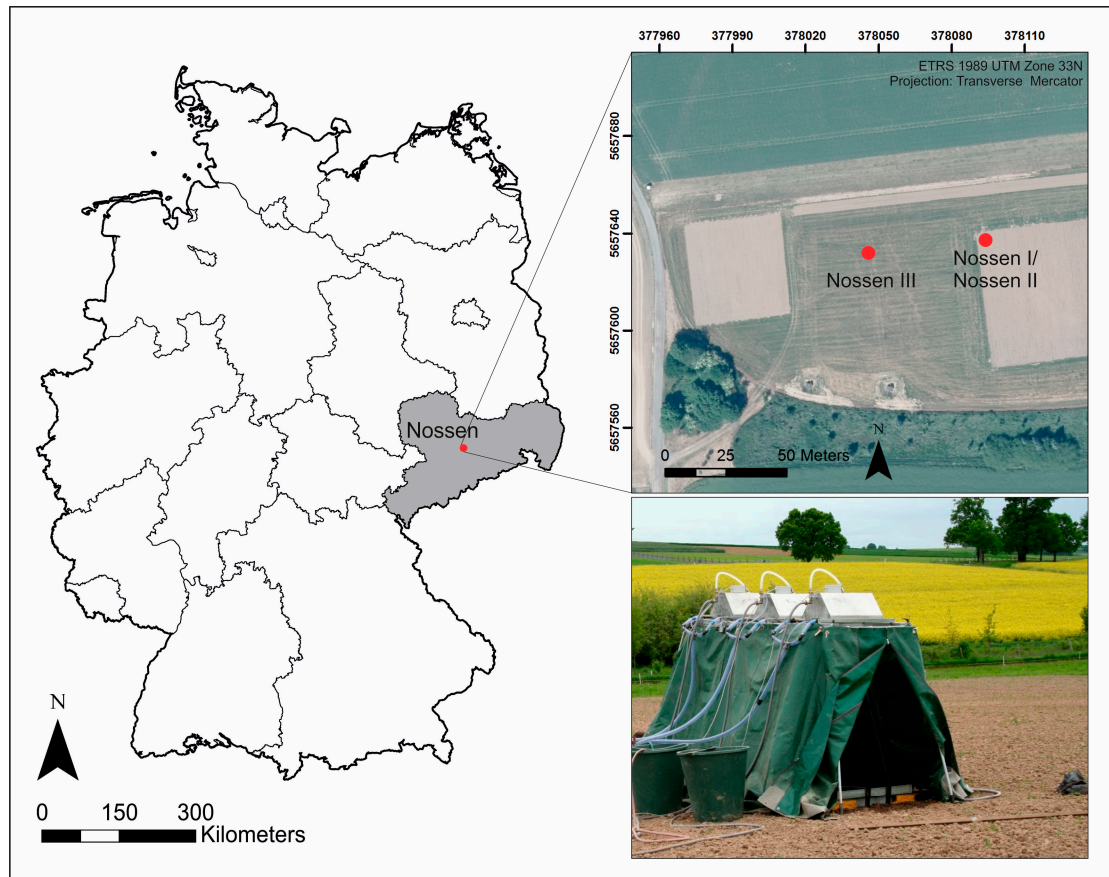 Nossen
N
0 150 300
Kilometers
377960 377990 378020 378050 378080 378110
ETRS 1989 UTM Zone 33N
Projection: Transverse Mercator
5657680
5657640
5657600
5657560
Nossen III
Nossen I/
Nossen II
N
0 25 50 Meters